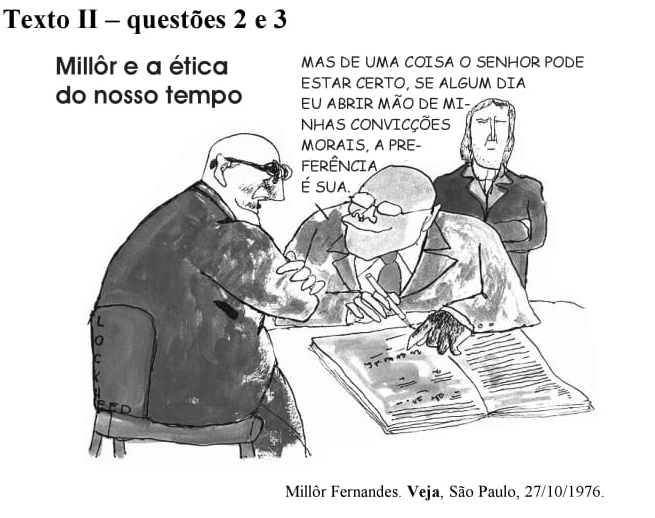 Texto II – questões 2 e 3
Millôr e a ética
do nosso tempo
MAS DE UMA COISA O SENHOR PODE
ESTAR CERTO, SE ALGUM DIA
EU ABRIR MÃO DE MI-
NHAS CONVICÇÕES
MORAIS, A PRE-
FERÊNCIA
É SUA.
LOCKHEED
Millôr Fernandes. Veja, São Paulo, 27/10/1976.